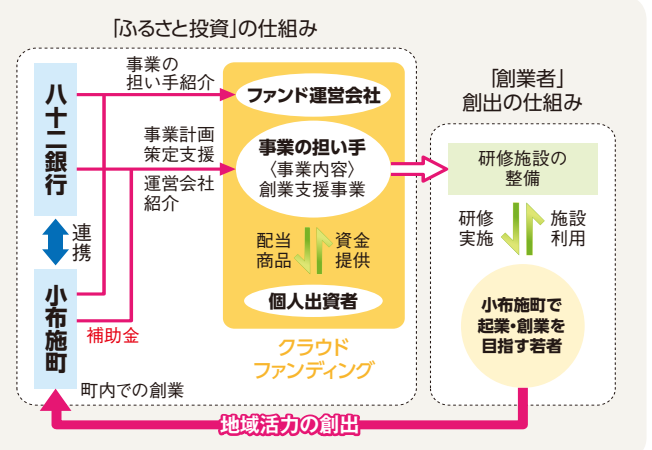 「ふるさと投資」の仕組み
八十二銀行
連携
小布施町
事業の
担い手紹介
事業計画
策定支援
運営会社
紹介
補助金
町内での創業
ファンド運営会社
事業の担い手
〈事業内容〉
創業支援事業
配当
商品
資金
提供
個人出資者
クラウド
ファンディング
「創業者」
創出の仕組み
研修施設の
整備
研修
実施
施設
利用
小布施町で
起業・創業を
目指す若者
地域活力の創出